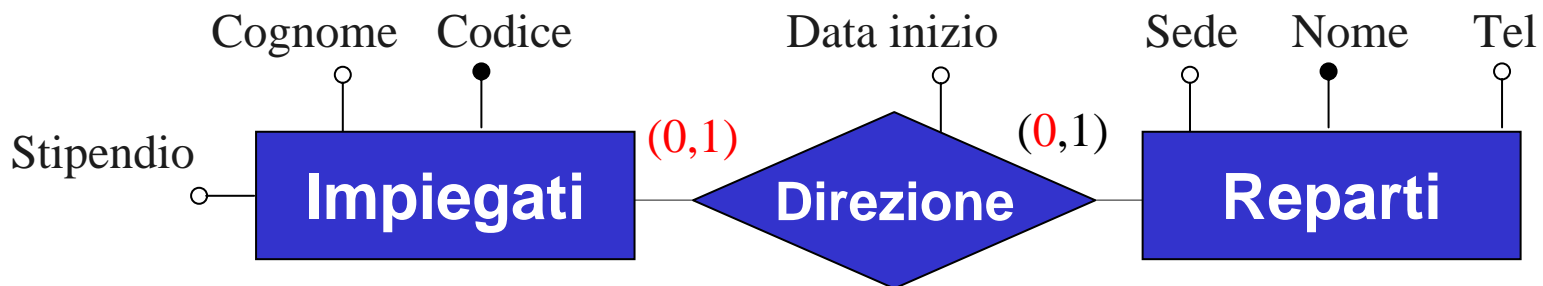 Cognome Codice Data inizio Sede Nome Tel
(0,1) (0,1)
Stipendio
Impiegati Direzione Reparti